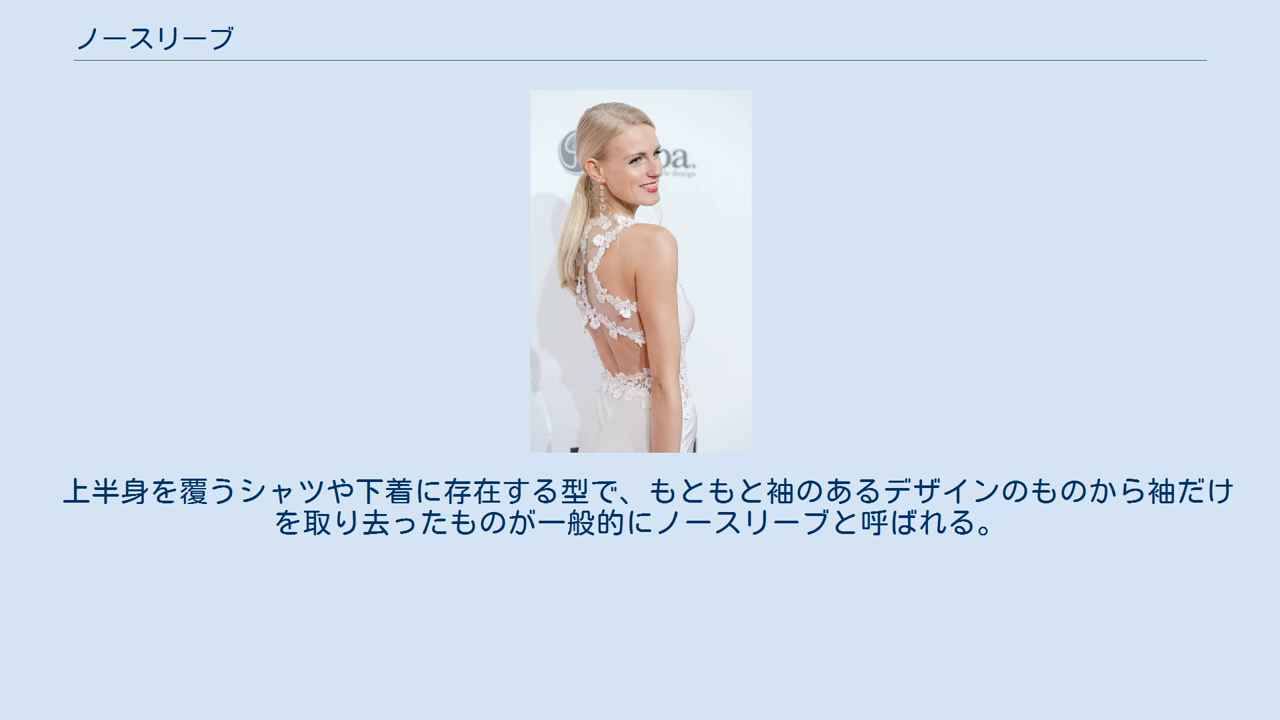 ノースリーブ
pa.
上半身を覆うシャツや下着に存在する型で、もともと袖のあるデザインのものから袖だけ
を取り去ったものが一般的にノースリーブと呼ばれる。